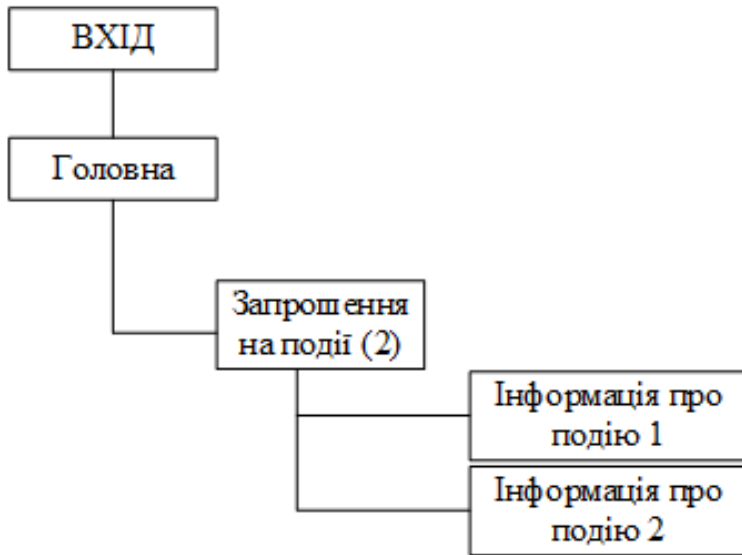 ВХІД
Головна
Запрошення
на події (2)
Інформація про
подію 1
Інформація про
подію 2